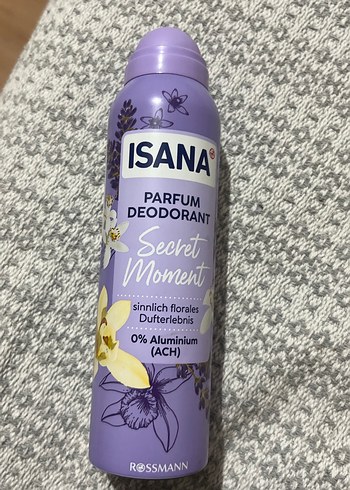 ISANA
PARFUM
DEODORANT
Secret
Moment
sinnlich florales
Dufterlebnis
0% Aluminium
(ACH)
ROSSMANN